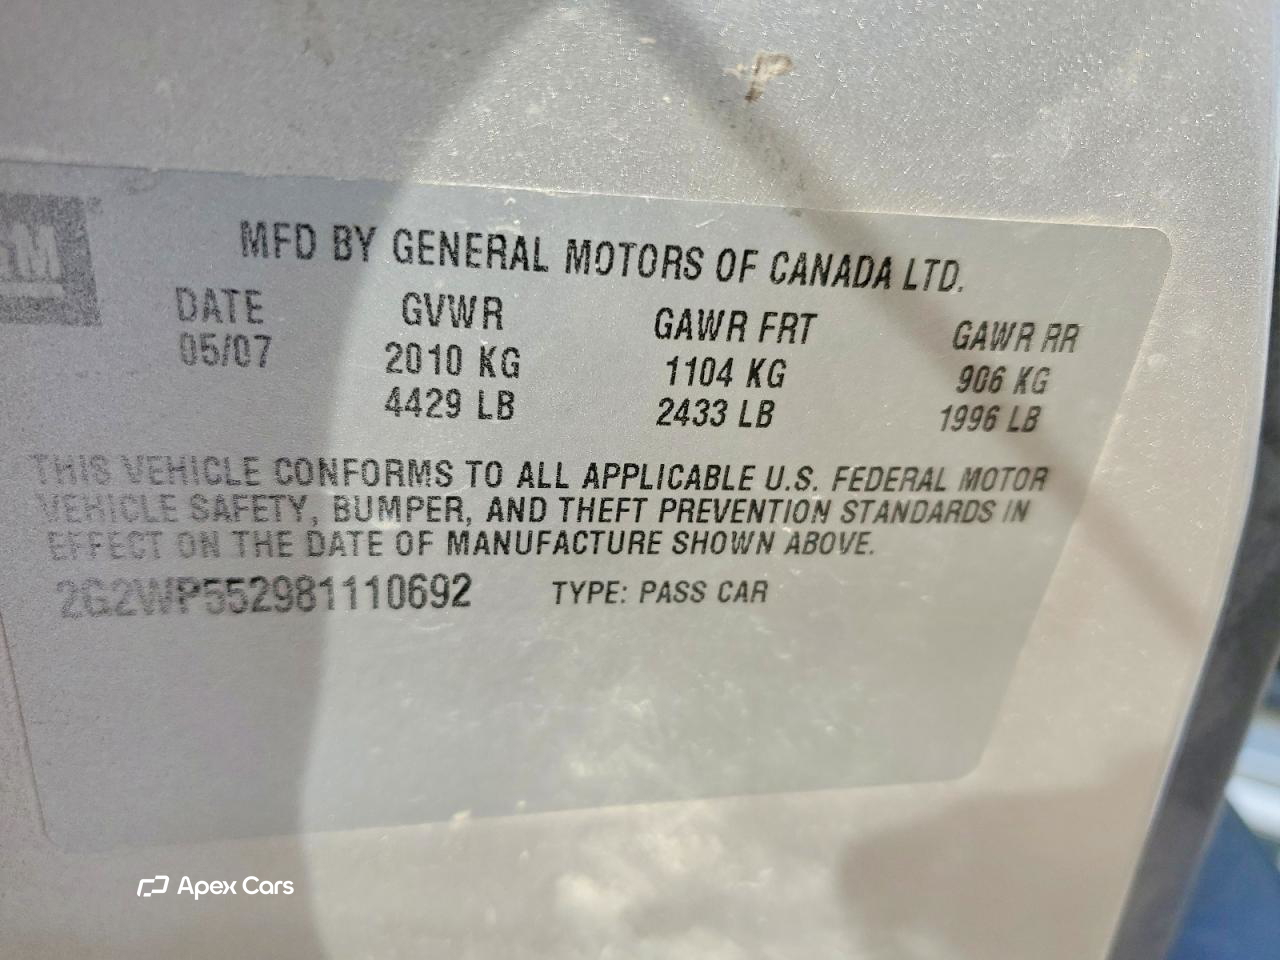 GM
MFD BY GENERAL MOTORS OF CANADA LTD.
DATE GVWR GAWR FRT GAWR RR
05/07 2010 KG 1104 KG 906 KG
4429 LB 2433 LB 1996 LB
THIS VEHICLE CONFORMS TO ALL APPLICABLE U.S. FEDERAL MOTOR
VEHICLE SAFETY, BUMPER, AND THEFT PREVENTION STANDARDS IN
EFFECT ON THE DATE OF MANUFACTURE SHOWN ABOVE.
2G2WP552981110692 TYPE: PASS CAR
Apex Cars